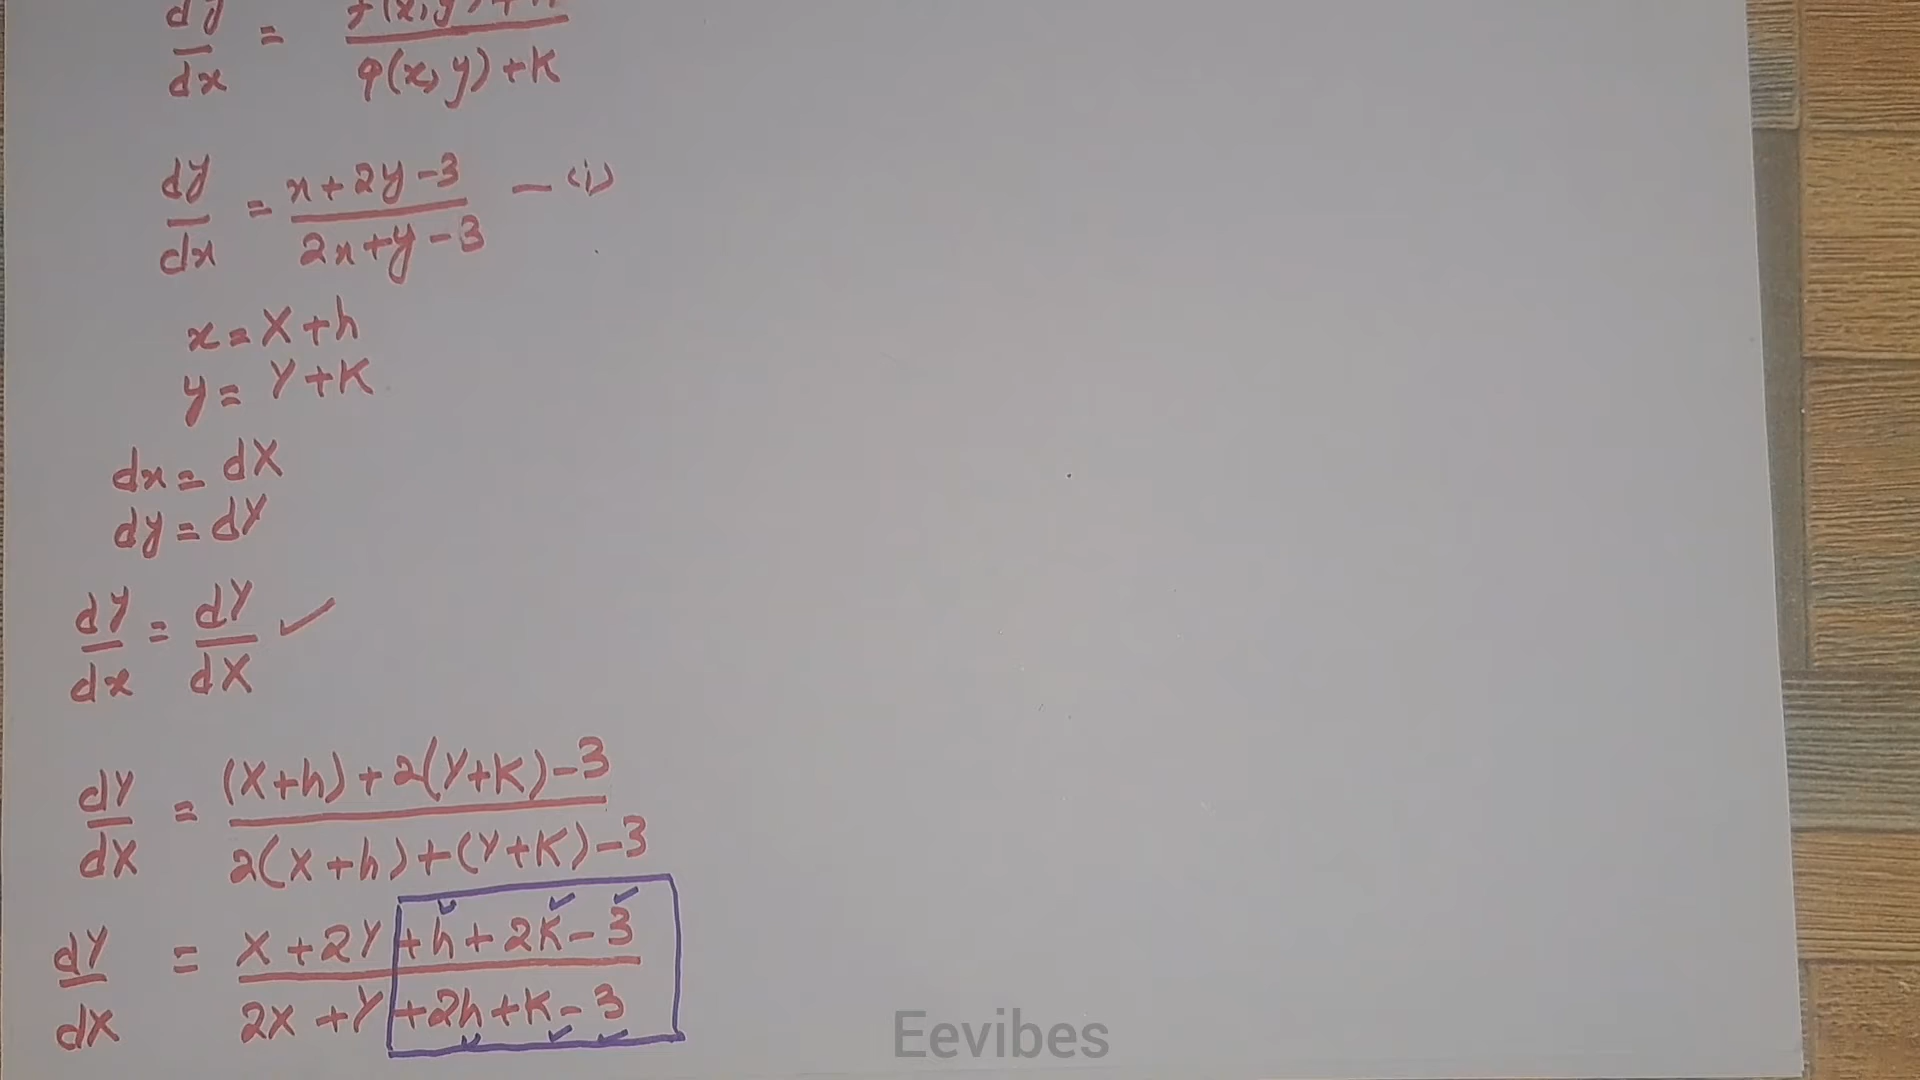 dy/dx = f(x,y)+h / φ(x,y)+K
dy/dx = x+2y-3 / 2x+y-3 — (i)
x = X+h
y = Y+K
dx = dX
dy = dY
dy/dx = dY/dX ✓
dY/dX = (X+h)+2(Y+K)-3 / 2(X+h)+(Y+K)-3
dY/dX = X+2Y+h+2K-3 / 2X+Y+2h+K-3
Eevibes